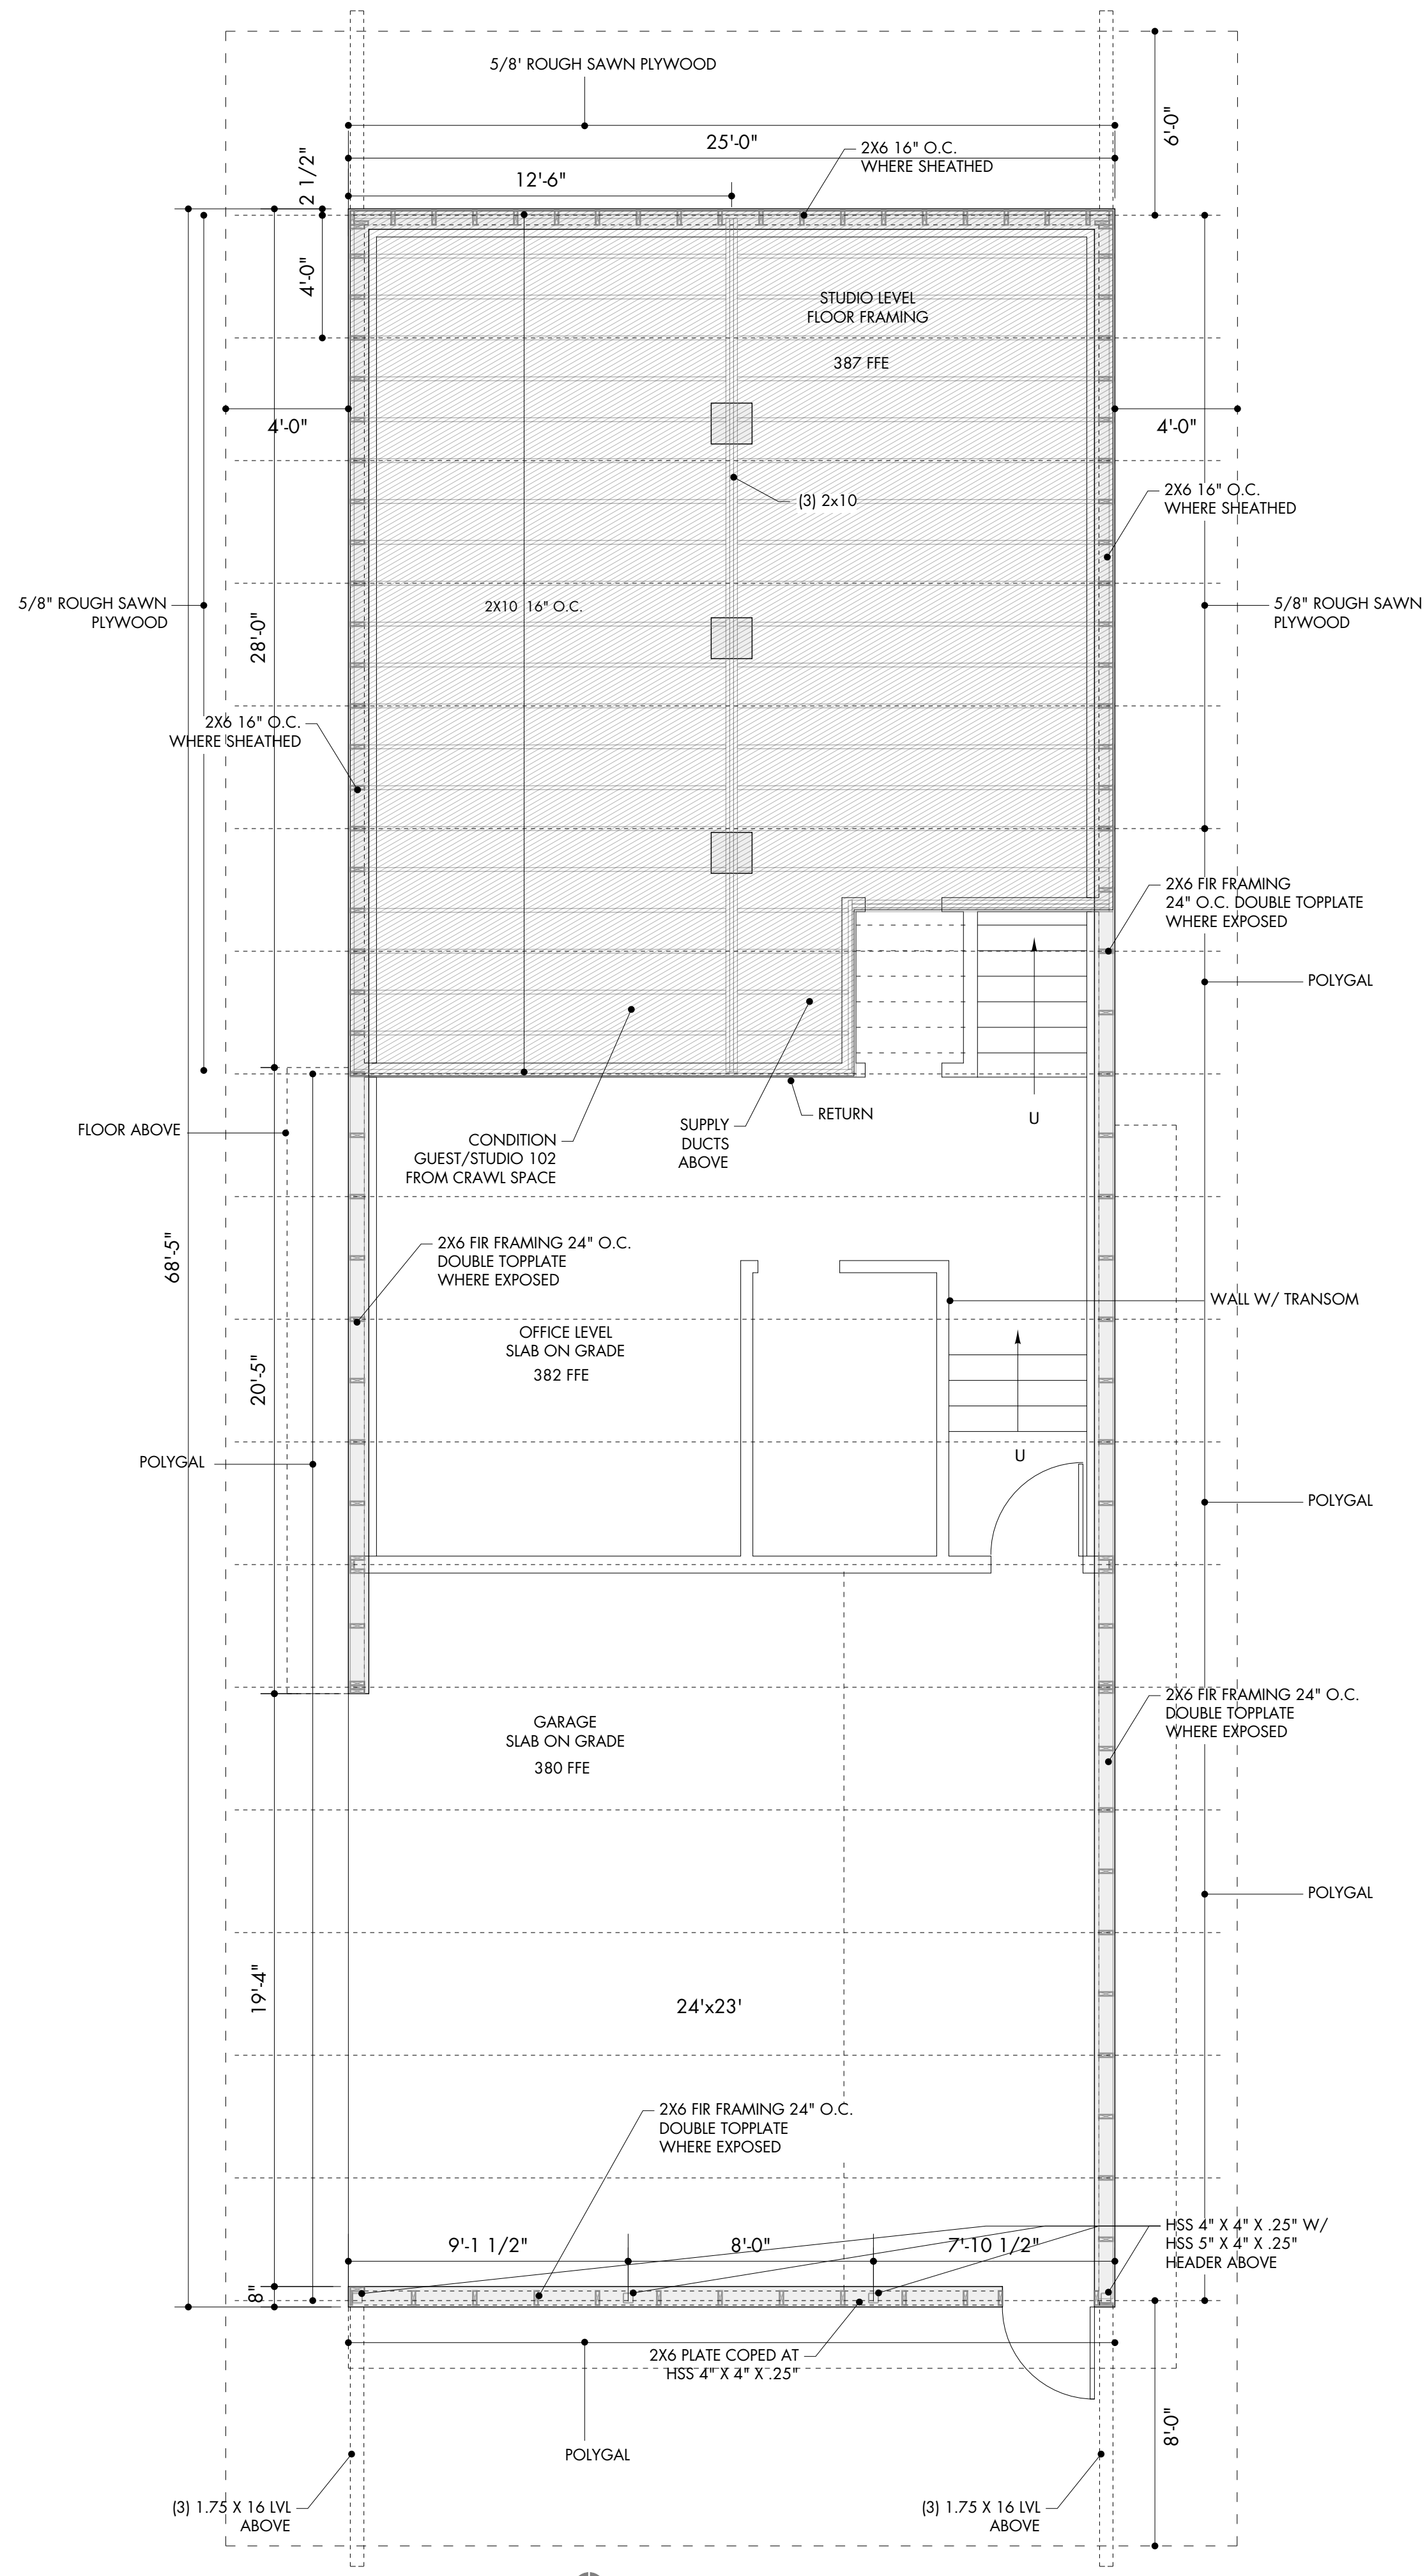 5/8' ROUGH SAWN PLYWOOD
6'-0"
25'-0"
2X6 16" O.C.
WHERE SHEATHED
2 1/2"
12'-6"
4'-0"
STUDIO LEVEL
FLOOR FRAMING
387 FFE
4'-0"
4'-0"
2X6 16" O.C.
WHERE SHEATHED
(3) 2x10
5/8" ROUGH SAWN
PLYWOOD
28'-0"
2X10 16" O.C.
5/8" ROUGH SAWN
PLYWOOD
2X6 16" O.C.
WHERE SHEATHED
2X6 FIR FRAMING
24" O.C. DOUBLE TOPPLATE
WHERE EXPOSED
POLYGAL
FLOOR ABOVE
CONDITION
GUEST/STUDIO 102
FROM CRAWL SPACE
SUPPLY
DUCTS
ABOVE
RETURN
U
68'-5"
2X6 FIR FRAMING 24" O.C.
DOUBLE TOPPLATE
WHERE EXPOSED
WALL W/ TRANSOM
OFFICE LEVEL
SLAB ON GRADE
382 FFE
20'-5"
POLYGAL
U
POLYGAL
2X6 FIR FRAMING 24" O.C.
DOUBLE TOPPLATE
WHERE EXPOSED
GARAGE
SLAB ON GRADE
380 FFE
POLYGAL
19'-4"
24'x23'
2X6 FIR FRAMING 24" O.C.
DOUBLE TOPPLATE
WHERE EXPOSED
9'-1 1/2"
8'-0"
7'-10 1/2"
HSS 4" X 4" X .25" W/
HSS 5" X 4" X .25"
HEADER ABOVE
8"
2X6 PLATE COPED AT
HSS 4" X 4" X .25"
8'-0"
POLYGAL
(3) 1.75 X 16 LVL
ABOVE
(3) 1.75 X 16 LVL
ABOVE